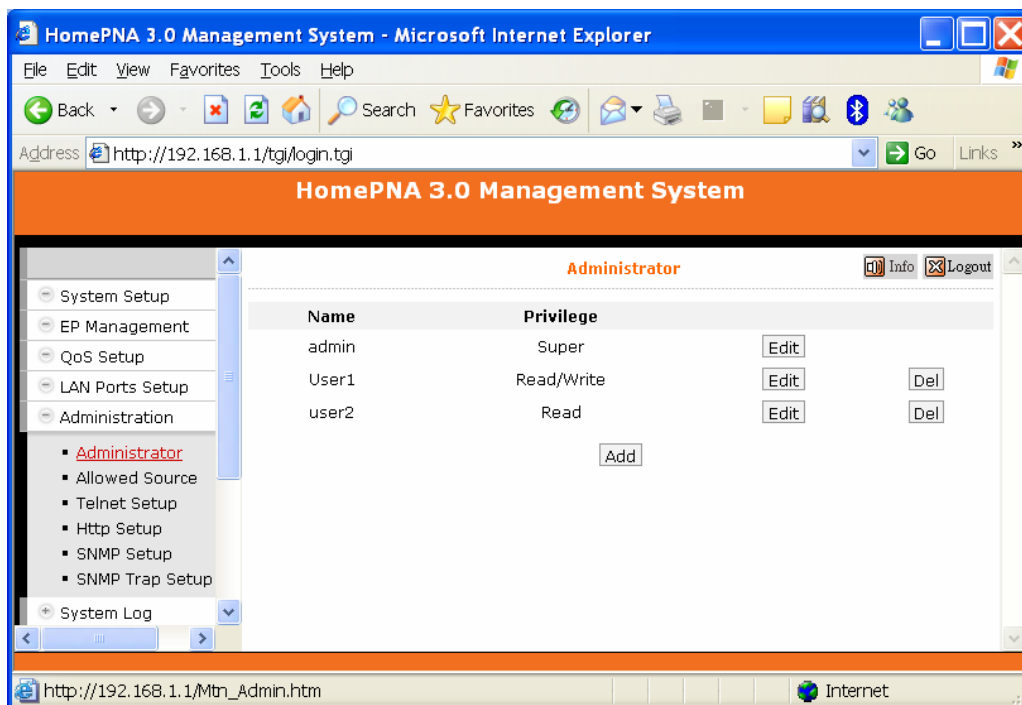 HomePNA 3.0 Management System - Microsoft Internet Explorer
File Edit View Favorites Tools Help
Back Search Favorites
Address http://192.168.1.1/tgi/login.tgi Go Links »
HomePNA 3.0 Management System
Administrator Info Logout
System Setup
EP Management
QoS Setup
LAN Ports Setup
Administration
Administrator
Allowed Source
Telnet Setup
Http Setup
SNMP Setup
SNMP Trap Setup
System Log
Name Privilege
admin Super Edit
User1 Read/Write Edit Del
user2 Read Edit Del
Add
http://192.168.1.1/Mtn_Admin.htm Internet